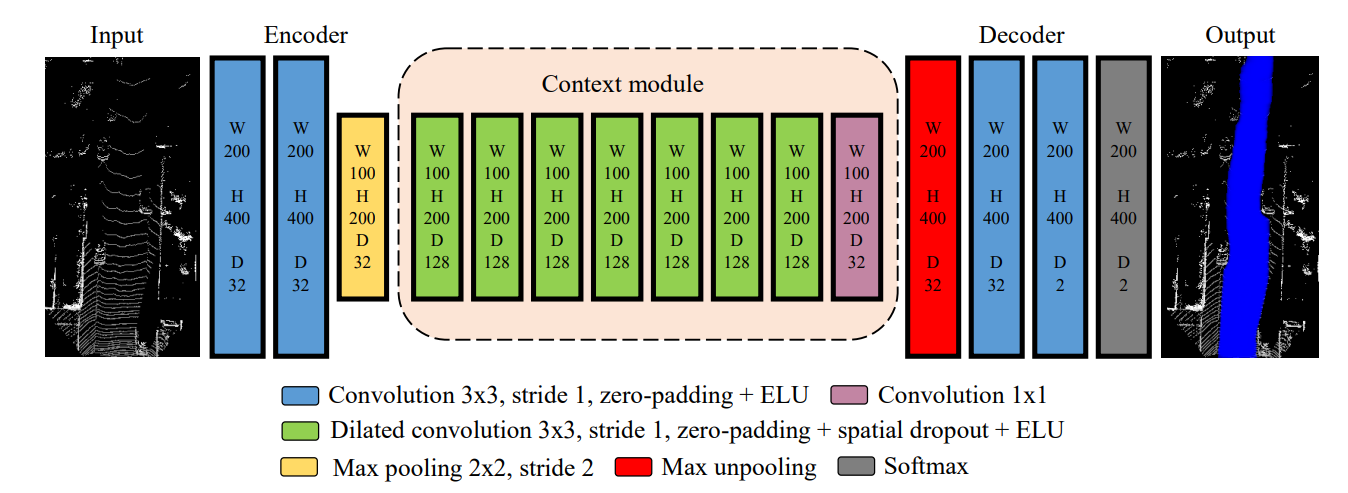 Input
Encoder
Context module
Decoder
Output
W
200
H
400
D
32
W
200
H
400
D
32
W
100
H
200
D
32
W
100
H
200
D
128
W
100
H
200
D
128
W
100
H
200
D
128
W
100
H
200
D
128
W
100
H
200
D
128
W
100
H
200
D
128
W
100
H
200
D
128
W
100
H
200
D
32
W
200
H
400
D
32
W
200
H
400
D
32
W
200
H
400
D
2
W
200
H
400
D
2
Convolution 3x3, stride 1, zero-padding + ELU
Convolution 1x1
Dilated convolution 3x3, stride 1, zero-padding + spatial dropout + ELU
Max pooling 2x2, stride 2
Max unpooling
Softmax